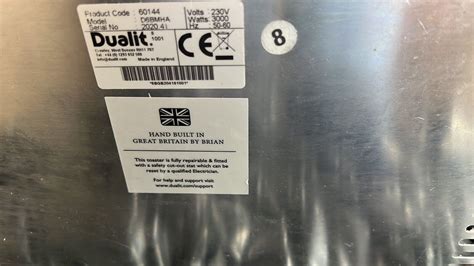 Product Code : 60144 Volts : 230V
Model : D6BMHA Watts: 3000
Serial No 2020.41 Hz : 50-60
Dualit
1001
Made in England
CE
8
HAND BUILT IN
GREAT BRITAIN BY BRIAN
This toaster is fully repairable & fitted
with a safety cut-out stat which can be
reset by a qualified Electrician.
For help and support visit
www.dualit.com/support